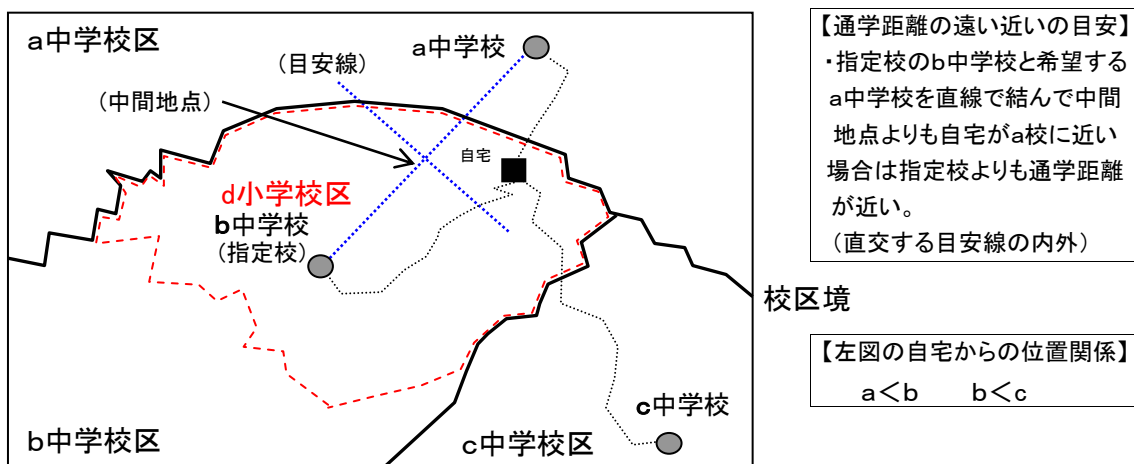 a中学校区
a中学校
(目安線)
(中間地点)
自宅
d小学校区
b中学校
(指定校)
c中学校
b中学校区
c中学校区
校区境
【通学距離の遠い近いの目安】
・指定校のb中学校と希望する
a中学校を直線で結んで中間
地点よりも自宅がa校に近い
場合は指定校よりも通学距離
が近い。
(直交する目安線の内外)
【左図の自宅からの位置関係】
a<b b<c